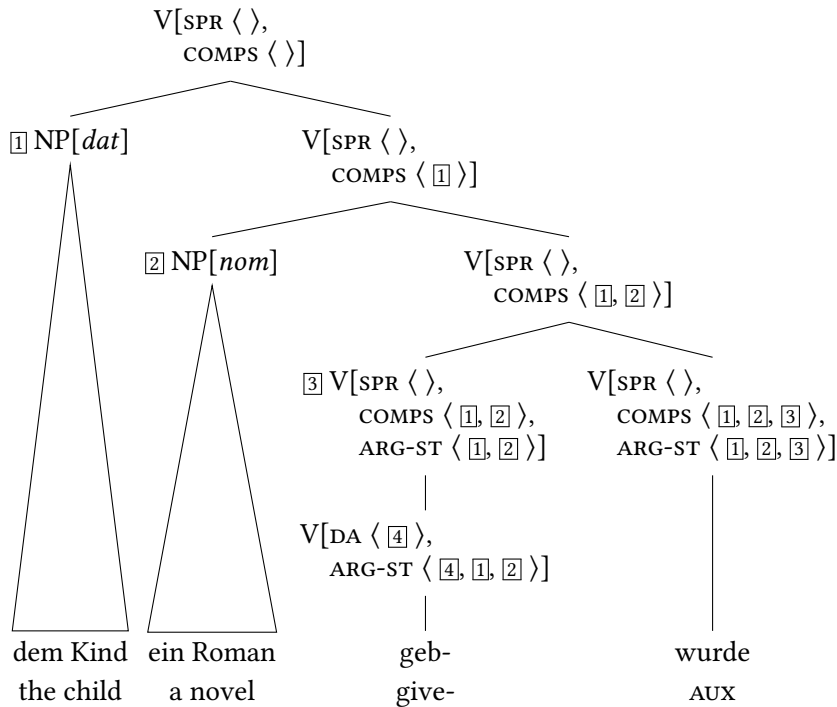 V[SPR ⟨ ⟩,
COMPS ⟨ ⟩]
1 NP[dat]
V[SPR ⟨ ⟩,
COMPS ⟨ 1 ⟩]
2 NP[nom]
V[SPR ⟨ ⟩,
COMPS ⟨ 1, 2 ⟩]
3 V[SPR ⟨ ⟩,
COMPS ⟨ 1, 2 ⟩,
ARG-ST ⟨ 1, 2 ⟩]
V[SPR ⟨ ⟩,
COMPS ⟨ 1, 2, 3 ⟩,
ARG-ST ⟨ 1, 2, 3 ⟩]
V[DA ⟨ 4 ⟩,
ARG-ST ⟨ 4, 1, 2 ⟩]
dem Kind ein Roman geb- wurde
the child a novel give- AUX